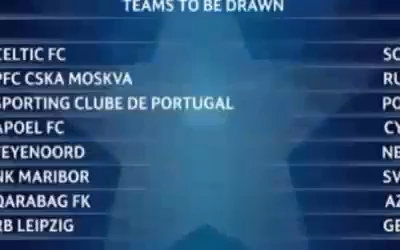 TEAMS TO BE DRAWN
CELTIC FC SC
PFC CSKA MOSKVA RU
SPORTING CLUBE DE PORTUGAL PO
APOEL FC CY
FEYENOORD NE
NK MARIBOR SV
QARABAG FK AZ
RB LEIPZIG GE